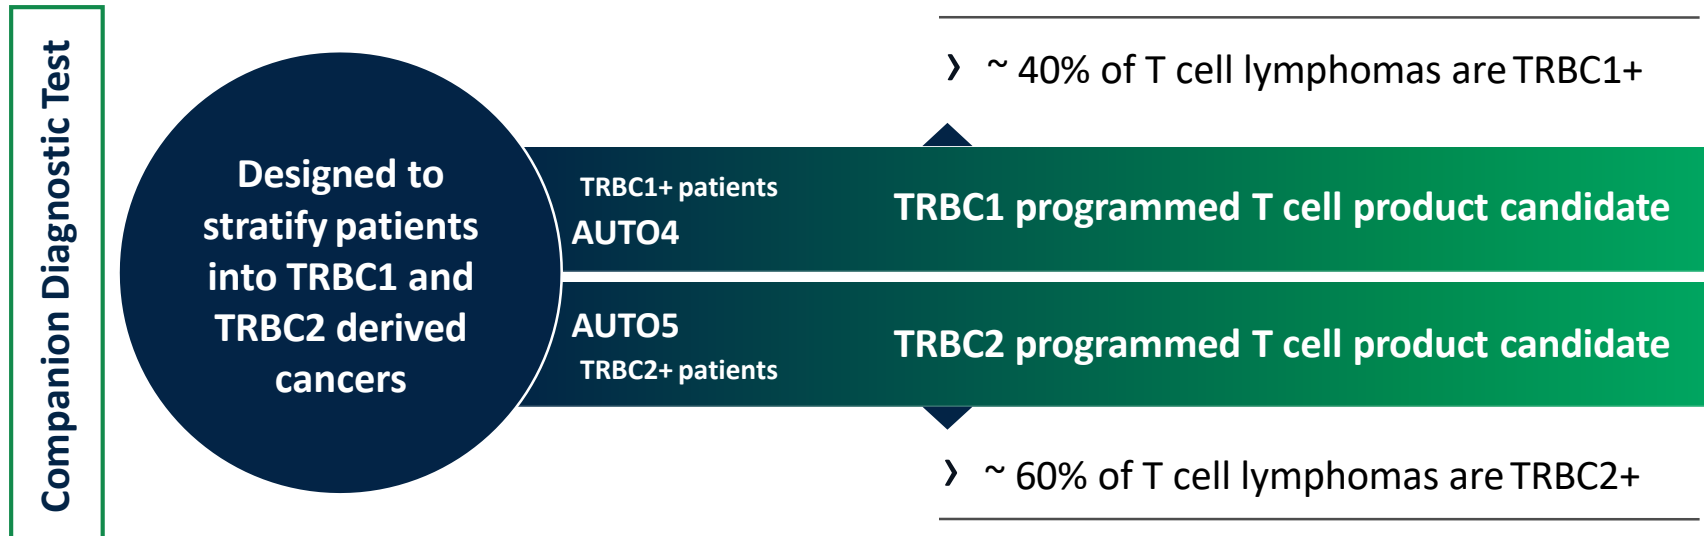 Companion Diagnostic Test
Designed to
stratify patients
into TRBC1 and
TRBC2 derived
cancers
› ~ 40% of T cell lymphomas are TRBC1+
TRBC1+ patients
AUTO4
TRBC1 programmed T cell product candidate
AUTO5
TRBC2+ patients
TRBC2 programmed T cell product candidate
› ~ 60% of T cell lymphomas are TRBC2+